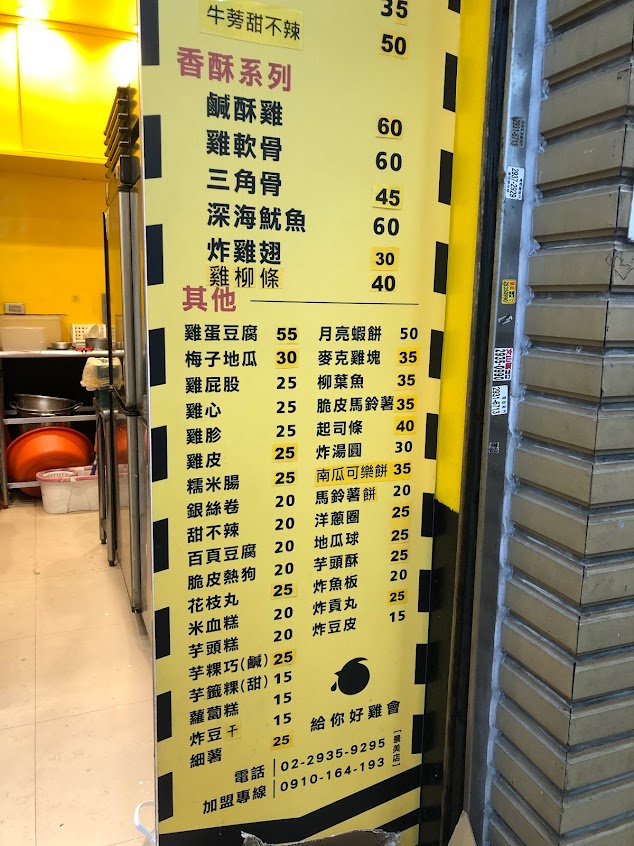 35
牛蒡甜不辣 50
香酥系列
鹹酥雞 60
雞軟骨 60
三角骨 45
深海魷魚 60
炸雞翅 30
雞柳條 40
其他
雞蛋豆腐 55
梅子地瓜 30
雞屁股 25
雞心 25
雞胗 25
雞皮 25
糯米腸 25
銀絲卷 20
甜不辣 20
百頁豆腐 20
脆皮熱狗 20
花枝丸 25
米血糕 20
芋頭糕 20
芋粿巧(鹹) 25
芋籤粿(甜) 15
蘿蔔糕 15
炸豆干 15
細薯 25
月亮蝦餅 50
麥克雞塊 35
柳葉魚 35
脆皮馬鈴薯 35
起司條 40
炸湯圓 30
南瓜可樂餅 35
馬鈴薯餅 20
洋蔥圈 25
地瓜球 25
芋頭酥 25
炸魚板 20
炸貢丸 25
炸豆皮 15
給你好雞會
[景美店]
電話 02-2935-9295
加盟專線 0910-164-193
2937-2929
2935-0690